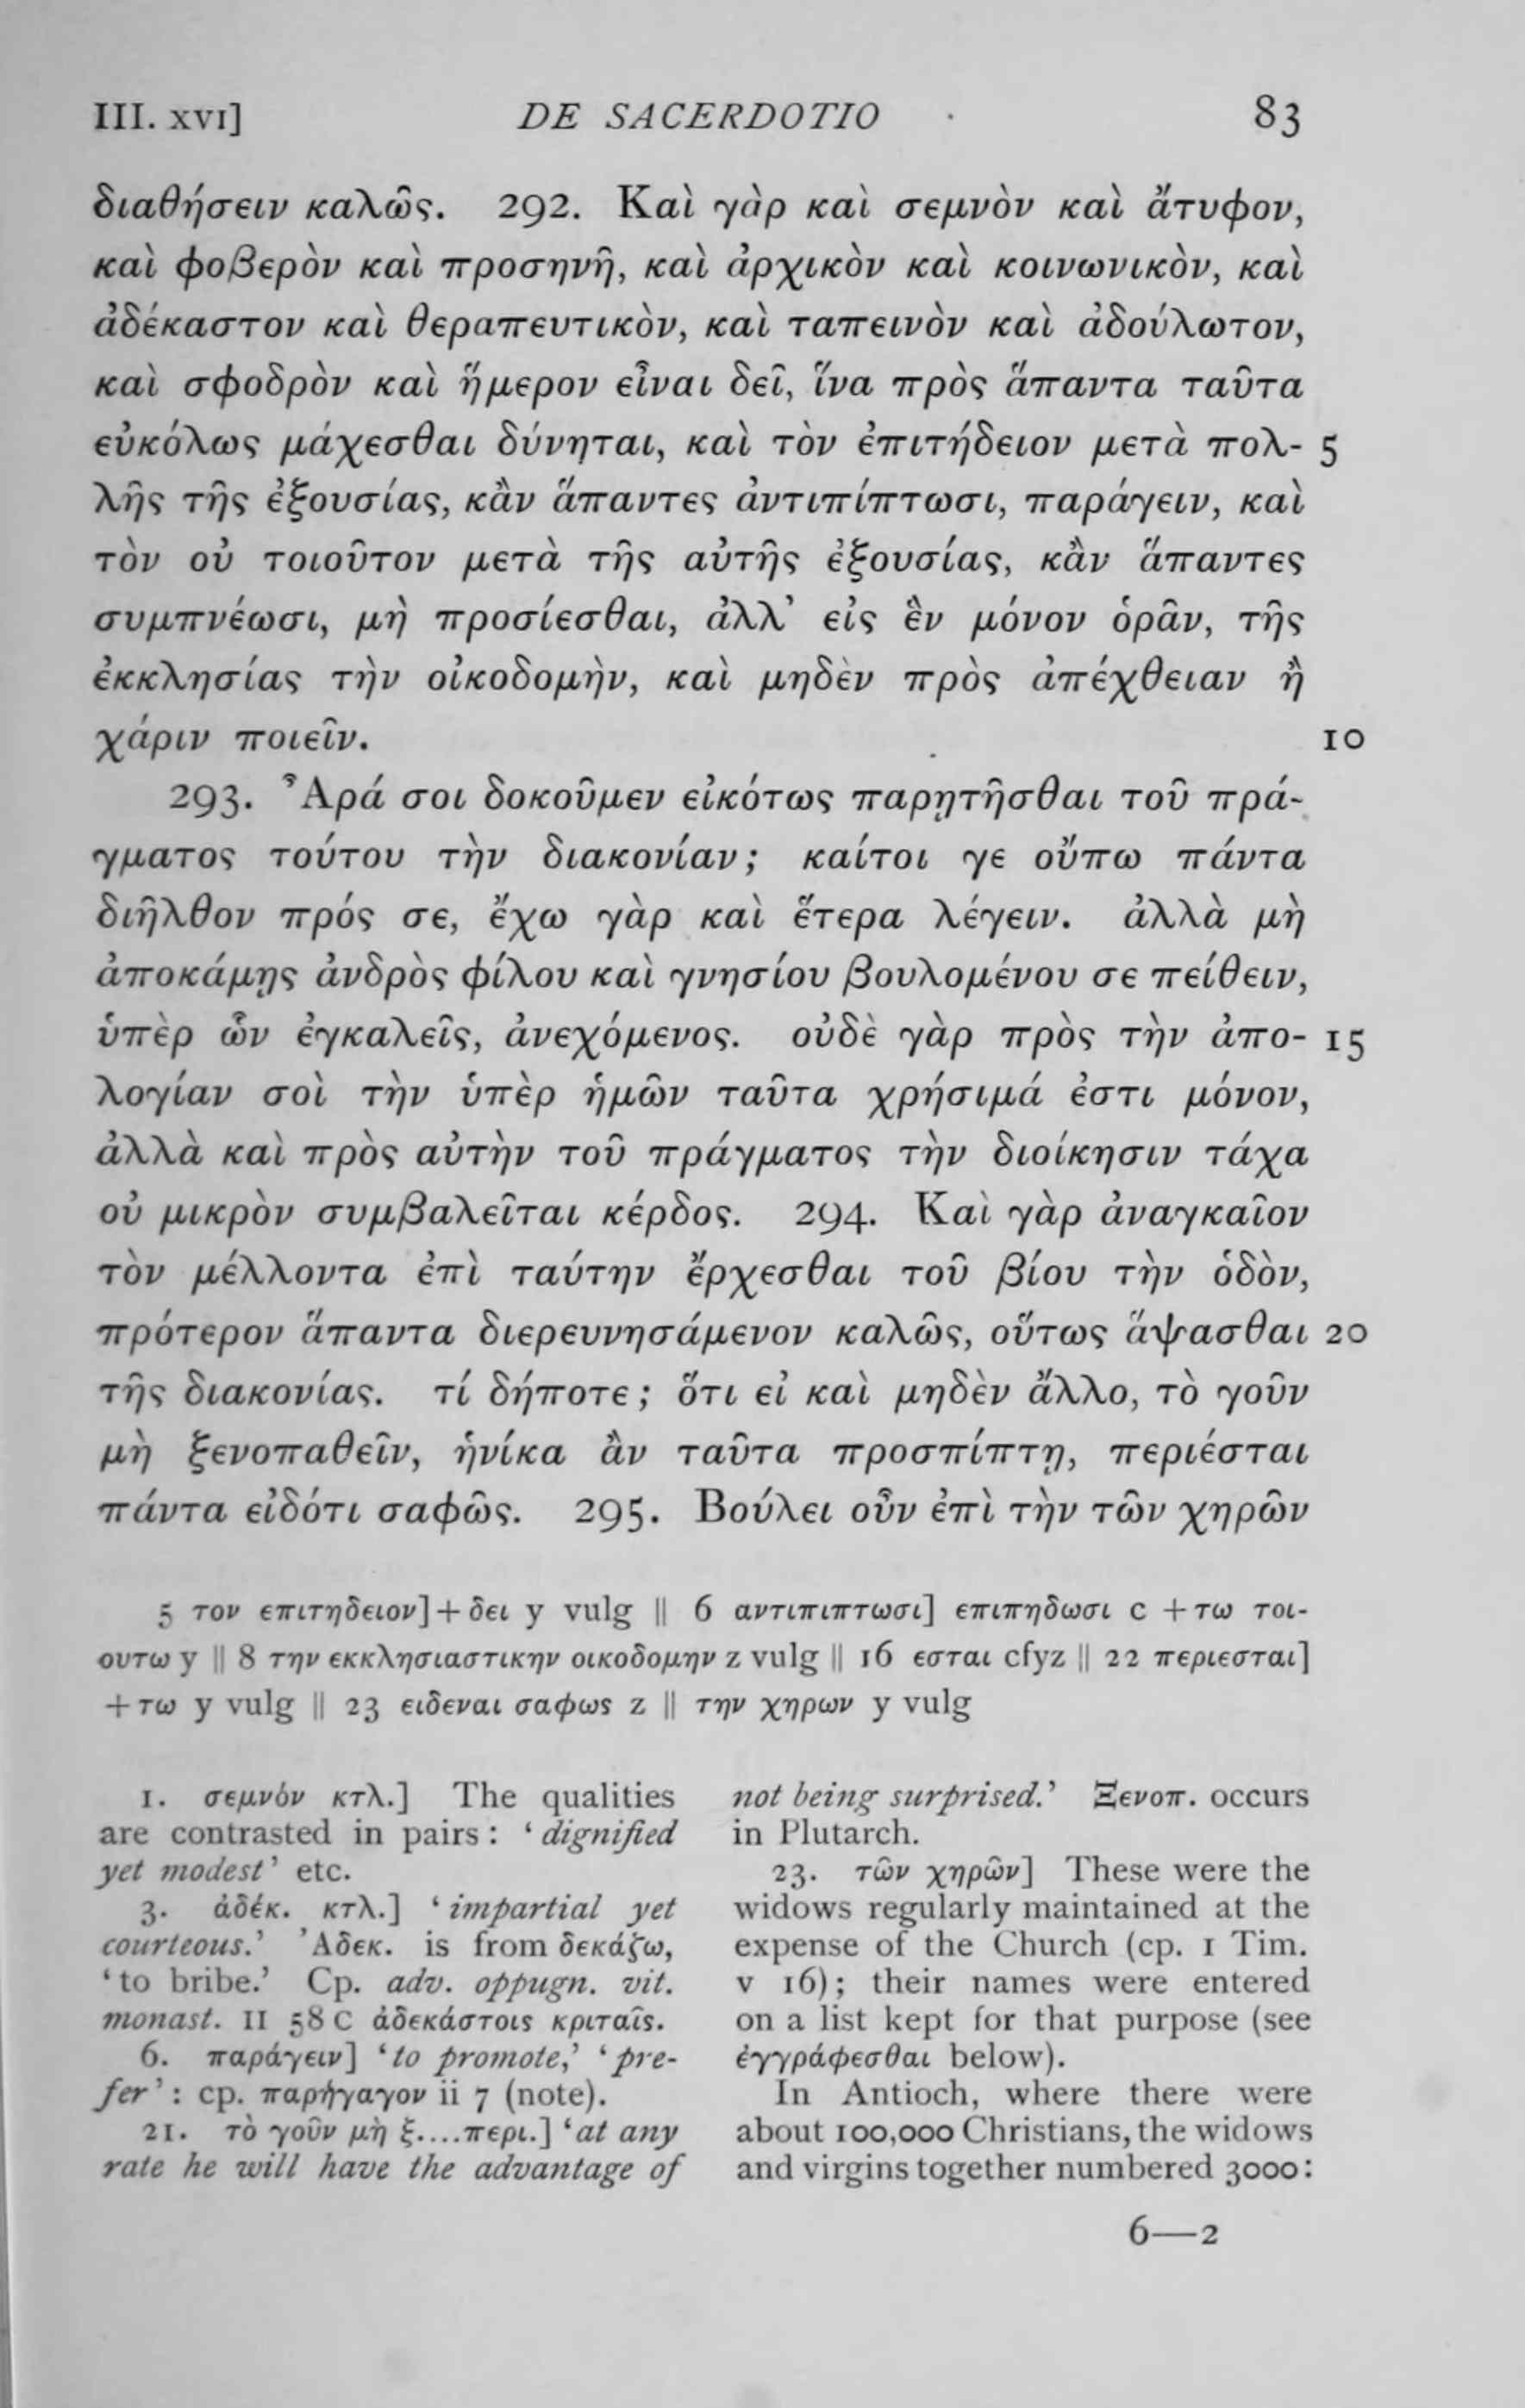 III. XVI] DE SACERDOTIO 83
διαθήσειν καλῶς. 292. Καὶ γὰρ καὶ σεμνὸν καὶ ἄτυφον,
καὶ φοβερὸν καὶ προσηνῆ, καὶ ἀρχικὸν καὶ κοινωνικὸν, καὶ
ἀδέκαστον καὶ θεραπευτικὸν, καὶ ταπεινὸν καὶ ἀδούλωτον,
καὶ σφοδρὸν καὶ ἥμερον εἶναι δεῖ, ἵνα πρὸς ἅπαντα ταῦτα
εὐκόλως μάχεσθαι δύνηται, καὶ τὸν ἐπιτήδειον μετὰ πολ- 5
λῆς τῆς ἐξουσίας, κἂν ἅπαντες ἀντιπίπτωσι, παράγειν, καὶ
τὸν οὐ τοιοῦτον μετὰ τῆς αὐτῆς ἐξουσίας, κἂν ἅπαντες
συμπνέωσι, μὴ προσίεσθαι, ἀλλ’ εἰς ἓν μόνον ὁρᾶν, τῆς
ἐκκλησίας τὴν οἰκοδομὴν, καὶ μηδὲν πρὸς ἀπέχθειαν ἢ
χάριν ποιεῖν. 10
293. Ἆρά σοι δοκοῦμεν εἰκότως παρῃτῆσθαι τοῦ πρά-
γματος τούτου τὴν διακονίαν; καίτοι γε οὔπω πάντα
διῆλθον πρός σε, ἔχω γὰρ καὶ ἕτερα λέγειν. ἀλλὰ μὴ
ἀποκάμῃς ἀνδρὸς φίλου καὶ γνησίου βουλομένου σε πείθειν,
ὑπὲρ ὧν ἐγκαλεῖς, ἀνεχόμενος. οὐδὲ γὰρ πρὸς τὴν ἀπο- 15
λογίαν σοὶ τὴν ὑπὲρ ἡμῶν ταῦτα χρήσιμά ἐστι μόνον,
ἀλλὰ καὶ πρὸς αὐτὴν τοῦ πράγματος τὴν διοίκησιν τάχα
οὐ μικρὸν συμβαλεῖται κέρδος. 294. Καὶ γὰρ ἀναγκαῖον
τὸν μέλλοντα ἐπὶ ταύτην ἔρχεσθαι τοῦ βίου τὴν ὁδὸν,
πρότερον ἅπαντα διερευνησάμενον καλῶς, οὕτως ἅψασθαι 20
τῆς διακονίας. τί δήποτε; ὅτι εἰ καὶ μηδὲν ἄλλο, τὸ γοῦν
μὴ ξενοπαθεῖν, ἡνίκα ἂν ταῦτα προσπίπτῃ, περιέσται
πάντα εἰδότι σαφῶς. 295. Βούλει οὖν ἐπὶ τὴν τῶν χηρῶν
5 τον επιτηδειον]+δει y vulg || 6 αντιπιπτωσι] επιπηδωσι c +τω τοι-
ουτω y || 8 την εκκλησιαστικην οικοδομην z vulg || 16 εσται cfyz || 22 περιεσται]
+τω y vulg || 23 ειδεναι σαφως z || την χηρων y vulg
1. σεμνόν κτλ.] The qualities
are contrasted in pairs: ‘dignified
yet modest’ etc.
3. ἀδέκ. κτλ.] ‘impartial yet
courteous.’ Ἀδεκ. is from δεκάζω,
‘to bribe.’ Cp. adv. oppugn. vit.
monast. II 58 C ἀδεκάστοις κριταῖς.
6. παράγειν] ‘to promote,’ ‘pre-
fer’: cp. παρήγαγον ii 7 (note).
21. τὸ γοῦν μὴ ξ....περι.] ‘at any
rate he will have the advantage of
not being surprised.’ Ξενοπ. occurs
in Plutarch.
23. τῶν χηρῶν] These were the
widows regularly maintained at the
expense of the Church (cp. 1 Tim.
v 16); their names were entered
on a list kept for that purpose (see
ἐγγράφεσθαι below).
In Antioch, where there were
about 100,000 Christians, the widows
and virgins together numbered 3000:
6—2